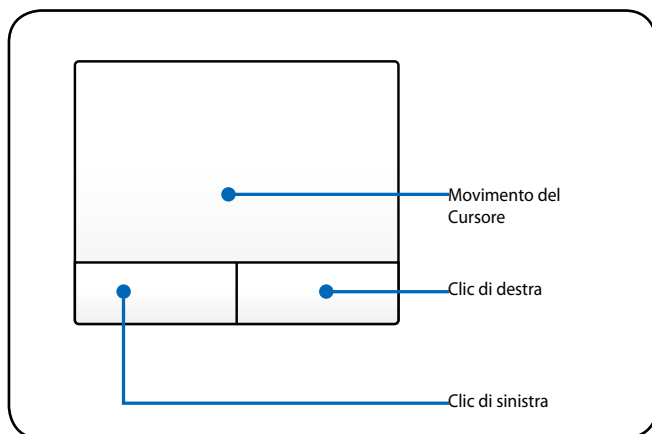 Movimento del
Cursore
Clic di destra
Clic di sinistra